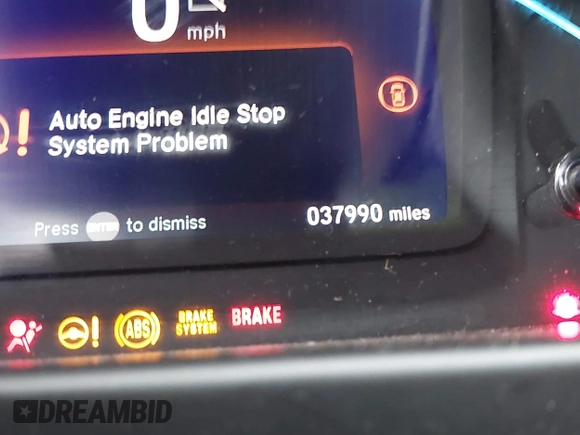 0
mph
Auto Engine Idle Stop
System Problem
Press ENTER to dismiss
037990 miles
ABS
BRAKE
SYSTEM
BRAKE
DREAMBID